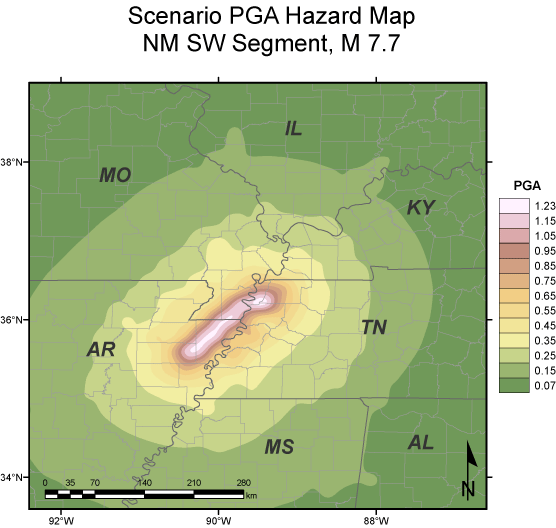 Scenario PGA Hazard Map
NM SW Segment, M 7.7
IL
38°N
MO
KY
PGA
1.23
1.15
1.05
0.95
0.85
0.75
0.65
0.55
0.45
0.35
0.25
0.15
0.07
36°N
TN
AR
MS
AL
34°N
0 35 70 140 210 280
km
N
92°W 90°W 88°W